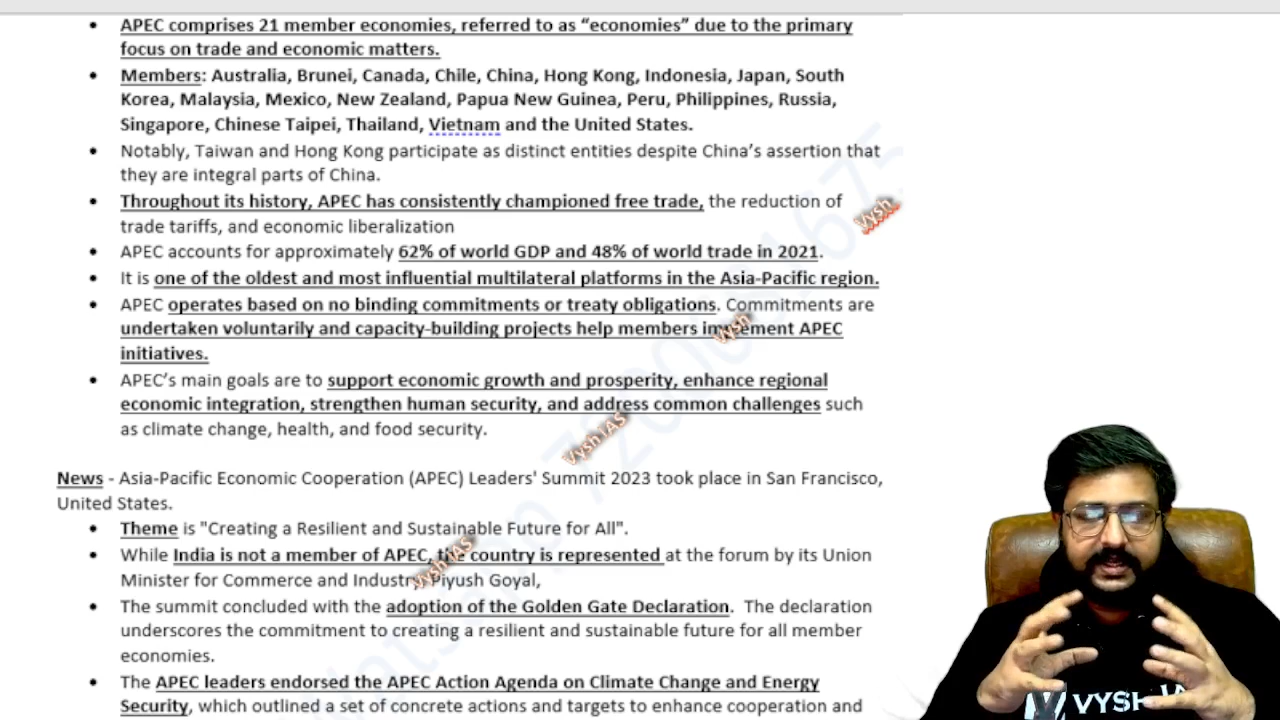 APEC comprises 21 member economies, referred to as “economies” due to the primary
focus on trade and economic matters.
Members: Australia, Brunei, Canada, Chile, China, Hong Kong, Indonesia, Japan, South
Korea, Malaysia, Mexico, New Zealand, Papua New Guinea, Peru, Philippines, Russia,
Singapore, Chinese Taipei, Thailand, Vietnam and the United States.
Notably, Taiwan and Hong Kong participate as distinct entities despite China’s assertion that
they are integral parts of China.
Throughout its history, APEC has consistently championed free trade, the reduction of
trade tariffs, and economic liberalization
Vysh
APEC accounts for approximately 62% of world GDP and 48% of world trade in 2021.
It is one of the oldest and most influential multilateral platforms in the Asia-Pacific region.
APEC operates based on no binding commitments or treaty obligations. Commitments are
undertaken voluntarily and capacity-building projects help members implement APEC
Vysh
initiatives.
APEC’s main goals are to support economic growth and prosperity, enhance regional
economic integration, strengthen human security, and address common challenges such
as climate change, health, and food security.
Vysh IAS
News - Asia-Pacific Economic Cooperation (APEC) Leaders' Summit 2023 took place in San Francisco,
United States.
Theme is "Creating a Resilient and Sustainable Future for All".
While India is not a member of APEC, the country is represented at the forum by its Union
Minister for Commerce and Industry Piyush Goyal,
Vysh IAS
The summit concluded with the adoption of the Golden Gate Declaration. The declaration
underscores the commitment to creating a resilient and sustainable future for all member
economies.
The APEC leaders endorsed the APEC Action Agenda on Climate Change and Energy
Security, which outlined a set of concrete actions and targets to enhance cooperation and
VYSH